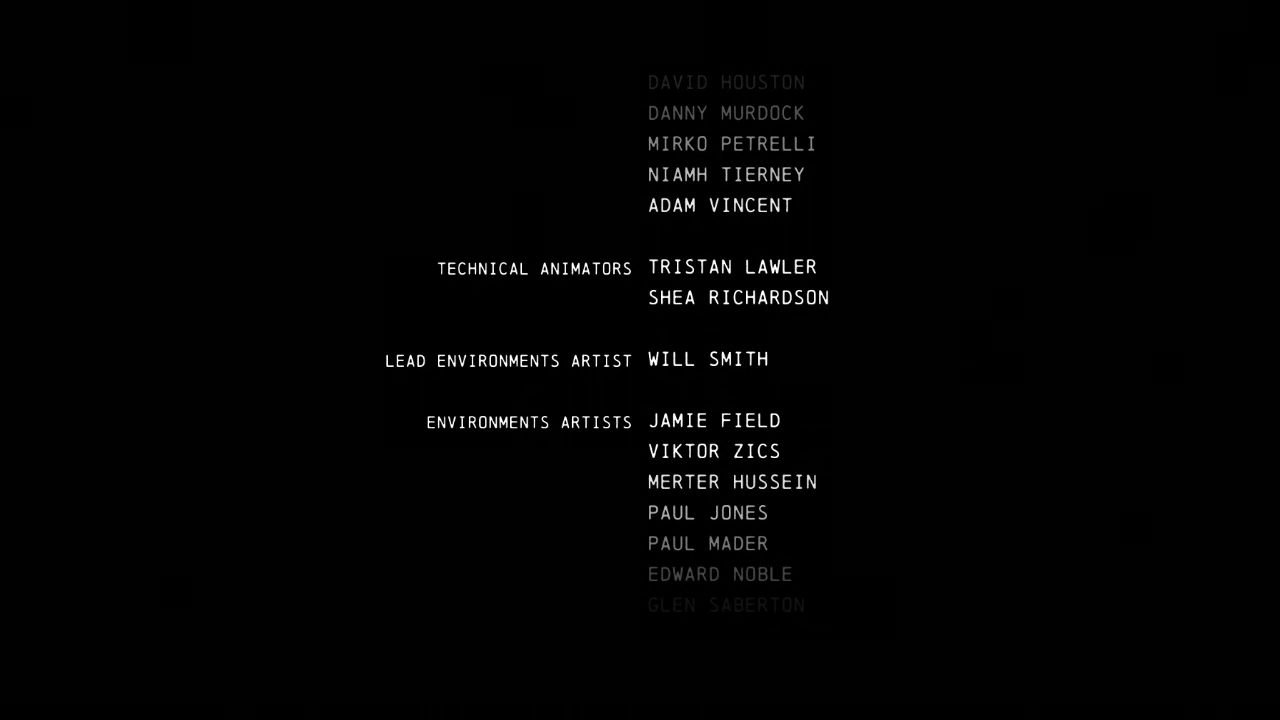 DAVID HOUSTON
DANNY MURDOCK
MIRKO PETRELLI
NIAMH TIERNEY
ADAM VINCENT
TECHNICAL ANIMATORS TRISTAN LAWLER
SHEA RICHARDSON
LEAD ENVIRONMENTS ARTIST WILL SMITH
ENVIRONMENTS ARTISTS JAMIE FIELD
VIKTOR ZICS
MERTER HUSSEIN
PAUL JONES
PAUL MADER
EDWARD NOBLE
GLEN SABERTON